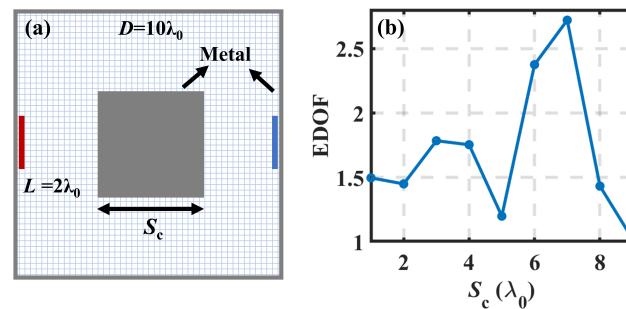 (a)
D=10λ₀
Metal
L =2λ₀
Sc
(b)
EDOF
2.5
2
1.5
1
2
4
6
8
Sc (λ₀)